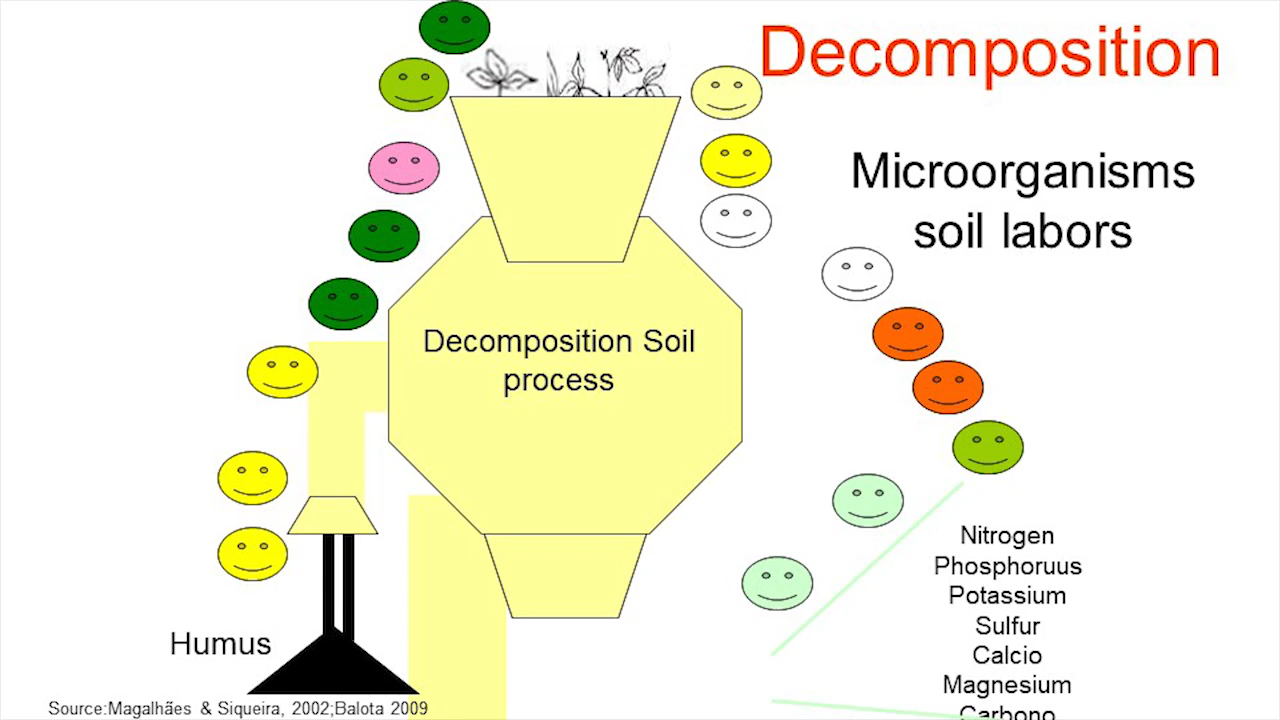 Decomposition
Microorganisms
soil labors
Decomposition Soil
process
Nitrogen
Phosphoruus
Potassium
Sulfur
Calcio
Magnesium
Carbono
Humus
Source:Magalhães & Siqueira, 2002;Balota 2009